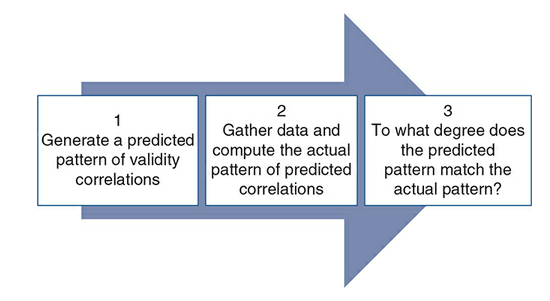 1
Generate a predicted
pattern of validity
correlations
2
Gather data and
compute the actual
pattern of predicted
correlations
3
To what degree does
the predicted
pattern match the
actual pattern?